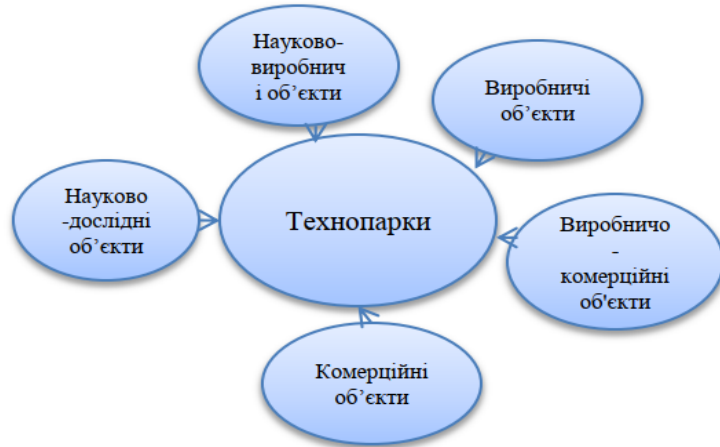 Науково-
виробнич
і об’єкти
Виробничі
об’єкти
Науково
-дослідні
об’єкти
Технопарки
Виробничо
-
комерційні
об'єкти
Комерційні
об’єкти